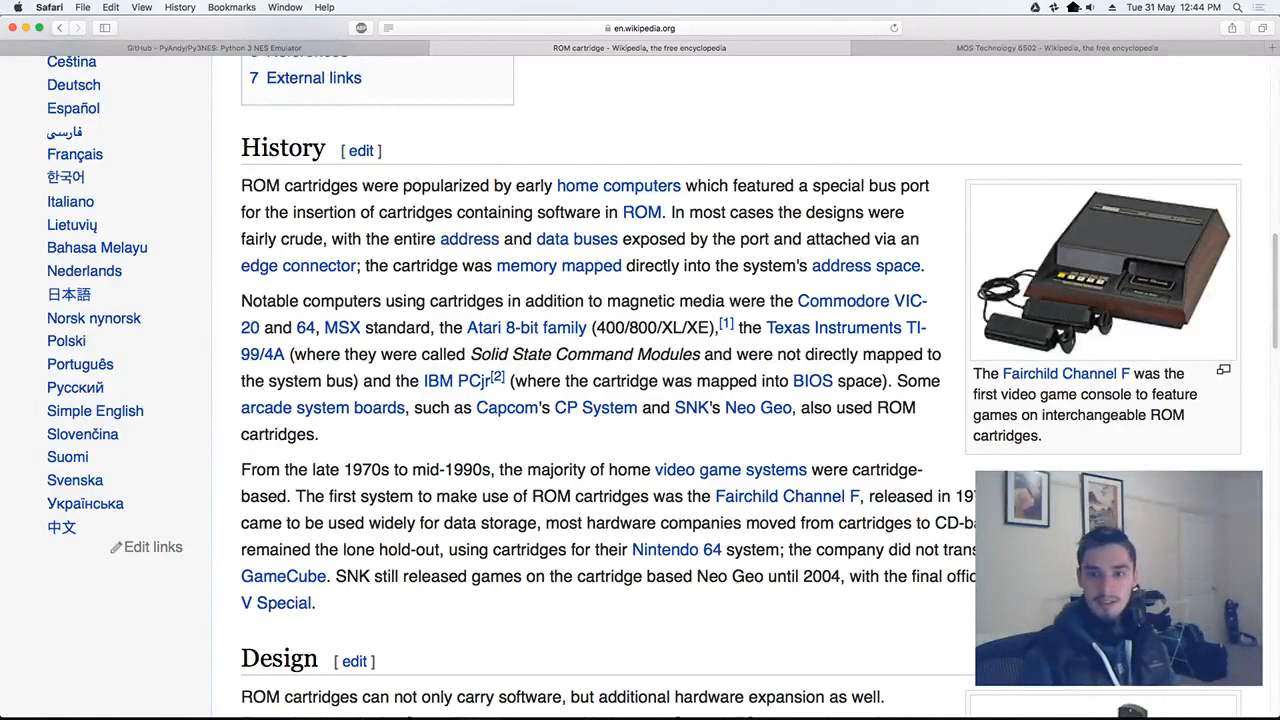 Safari File Edit View History Bookmarks Window Help Tue 31 May 12:44 PM
en.wikipedia.org
GitHub - PyAndy/Py3NES: Python 3 NES Emulator
ROM cartridge - Wikipedia, the free encyclopedia
MOS Technology 6502 - Wikipedia, the free encyclopedia
Čeština
Deutsch
Español
فارسی
Français
한국어
Italiano
Lietuvių
Bahasa Melayu
Nederlands
日本語
Norsk nynorsk
Polski
Português
Русский
Simple English
Slovenčina
Suomi
Svenska
Українська
中文
Edit links
7 External links
History [ edit ]
ROM cartridges were popularized by early home computers which featured a special bus port
for the insertion of cartridges containing software in ROM. In most cases the designs were
fairly crude, with the entire address and data buses exposed by the port and attached via an
edge connector; the cartridge was memory mapped directly into the system's address space.
Notable computers using cartridges in addition to magnetic media were the Commodore VIC-
20 and 64, MSX standard, the Atari 8-bit family (400/800/XL/XE),[1] the Texas Instruments TI-
99/4A (where they were called Solid State Command Modules and were not directly mapped to
the system bus) and the IBM PCjr[2] (where the cartridge was mapped into BIOS space). Some
arcade system boards, such as Capcom's CP System and SNK's Neo Geo, also used ROM
cartridges.
From the late 1970s to mid-1990s, the majority of home video game systems were cartridge-
based. The first system to make use of ROM cartridges was the Fairchild Channel F, released in 197
came to be used widely for data storage, most hardware companies moved from cartridges to CD-ba
remained the lone hold-out, using cartridges for their Nintendo 64 system; the company did not trans
GameCube. SNK still released games on the cartridge based Neo Geo until 2004, with the final offic
V Special.
The Fairchild Channel F was the
first video game console to feature
games on interchangeable ROM
cartridges.
Design [ edit ]
ROM cartridges can not only carry software, but additional hardware expansion as well.